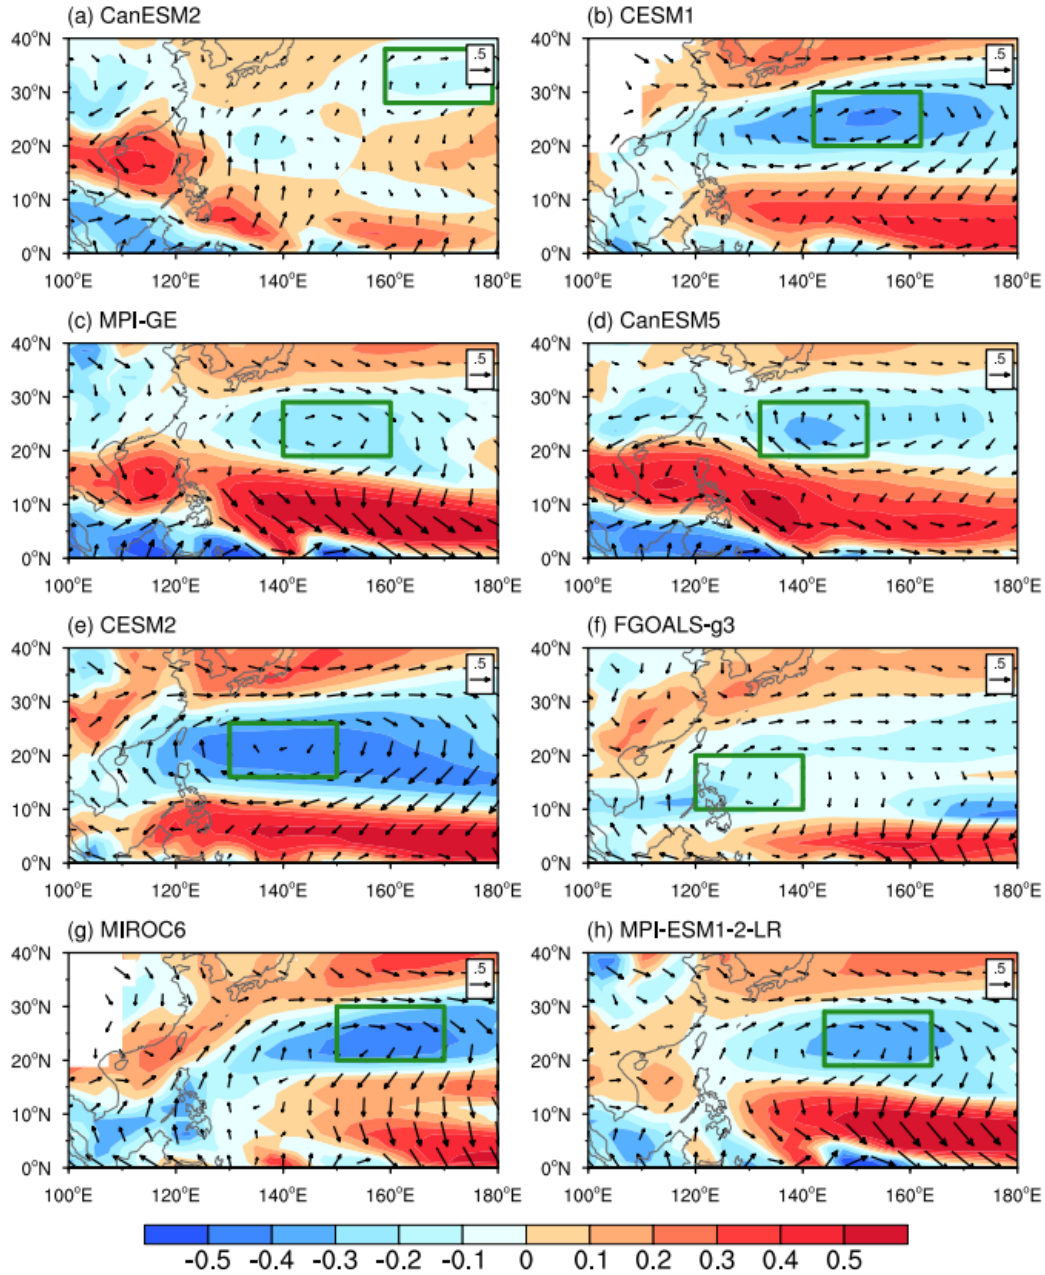 (a) CanESM2
(b) CESM1
40°N
30°N
20°N
10°N
0°N
.5
100°E
120°E
140°E
160°E
180°E
40°N
30°N
20°N
10°N
0°N
.5
100°E
120°E
140°E
160°E
180°E
(c) MPI-GE
(d) CanESM5
40°N
30°N
20°N
10°N
0°N
.5
100°E
120°E
140°E
160°E
180°E
40°N
30°N
20°N
10°N
0°N
.5
100°E
120°E
140°E
160°E
180°E
(e) CESM2
(f) FGOALS-g3
40°N
30°N
20°N
10°N
0°N
.5
100°E
120°E
140°E
160°E
180°E
40°N
30°N
20°N
10°N
0°N
.5
100°E
120°E
140°E
160°E
180°E
(g) MIROC6
(h) MPI-ESM1-2-LR
40°N
30°N
20°N
10°N
0°N
.5
100°E
120°E
140°E
160°E
180°E
40°N
30°N
20°N
10°N
0°N
.5
100°E
120°E
140°E
160°E
180°E
-0.5 -0.4 -0.3 -0.2 -0.1 0 0.1 0.2 0.3 0.4 0.5